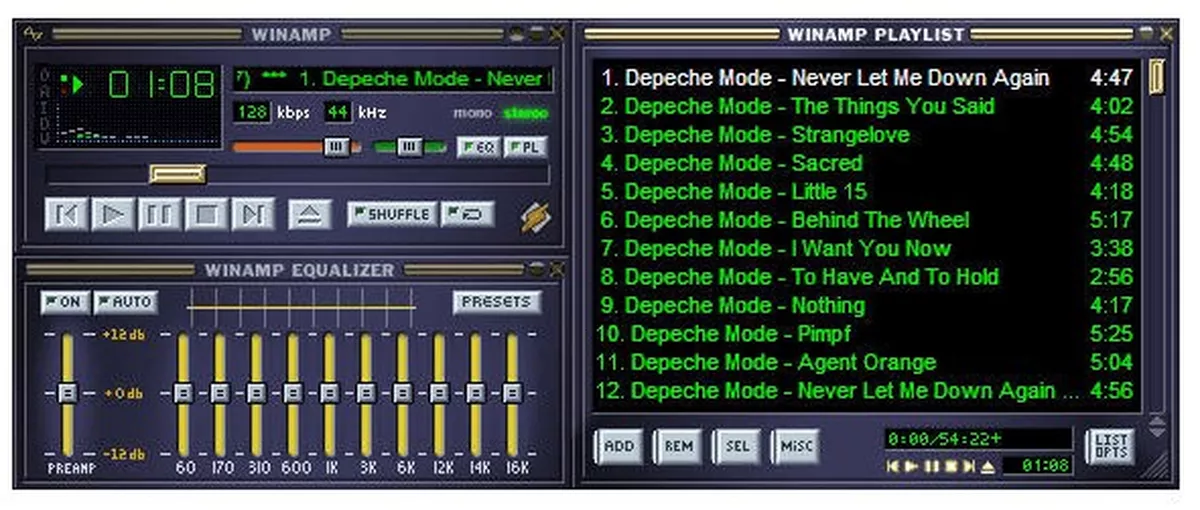 WINAMP
01:08
7) *** 1. Depeche Mode - Never
128 kbps 44 kHz mono stereo
EQ PL
SHUFFLE
WINAMP EQUALIZER
ON AUTO PRESETS
+12db
+0db
-12db
PREAMP 60 170 310 600 1K 3K 6K 12K 14K 16K
WINAMP PLAYLIST
1. Depeche Mode - Never Let Me Down Again 4:47
2. Depeche Mode - The Things You Said 4:02
3. Depeche Mode - Strangelove 4:54
4. Depeche Mode - Sacred 4:48
5. Depeche Mode - Little 15 4:18
6. Depeche Mode - Behind The Wheel 5:17
7. Depeche Mode - I Want You Now 3:38
8. Depeche Mode - To Have And To Hold 2:56
9. Depeche Mode - Nothing 4:17
10. Depeche Mode - Pimpf 5:25
11. Depeche Mode - Agent Orange 5:04
12. Depeche Mode - Never Let Me Down Again ... 4:56
ADD REM SEL MISC
0:00/54:22+
01:08
LIST
OPTS